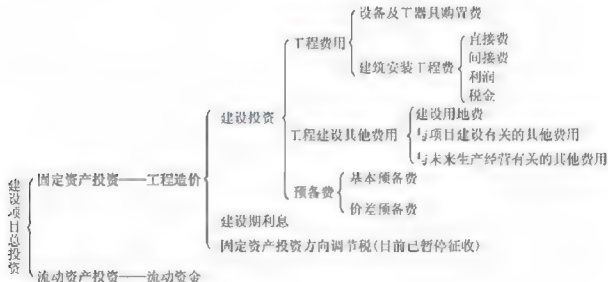 设备及工器具购置费
工程费用
直接费
间接费
建筑安装工程费
利润
税金
建设投资
建设用地费
工程建设其他费用
与项目建设有关的其他费用
与未来生产经营有关的其他费用
固定资产投资——工程造价
基本预备费
预备费
价差预备费
建设项目总投资
建设期利息
固定资产投资方向调节税(目前已暂停征收)
流动资产投资——流动资金